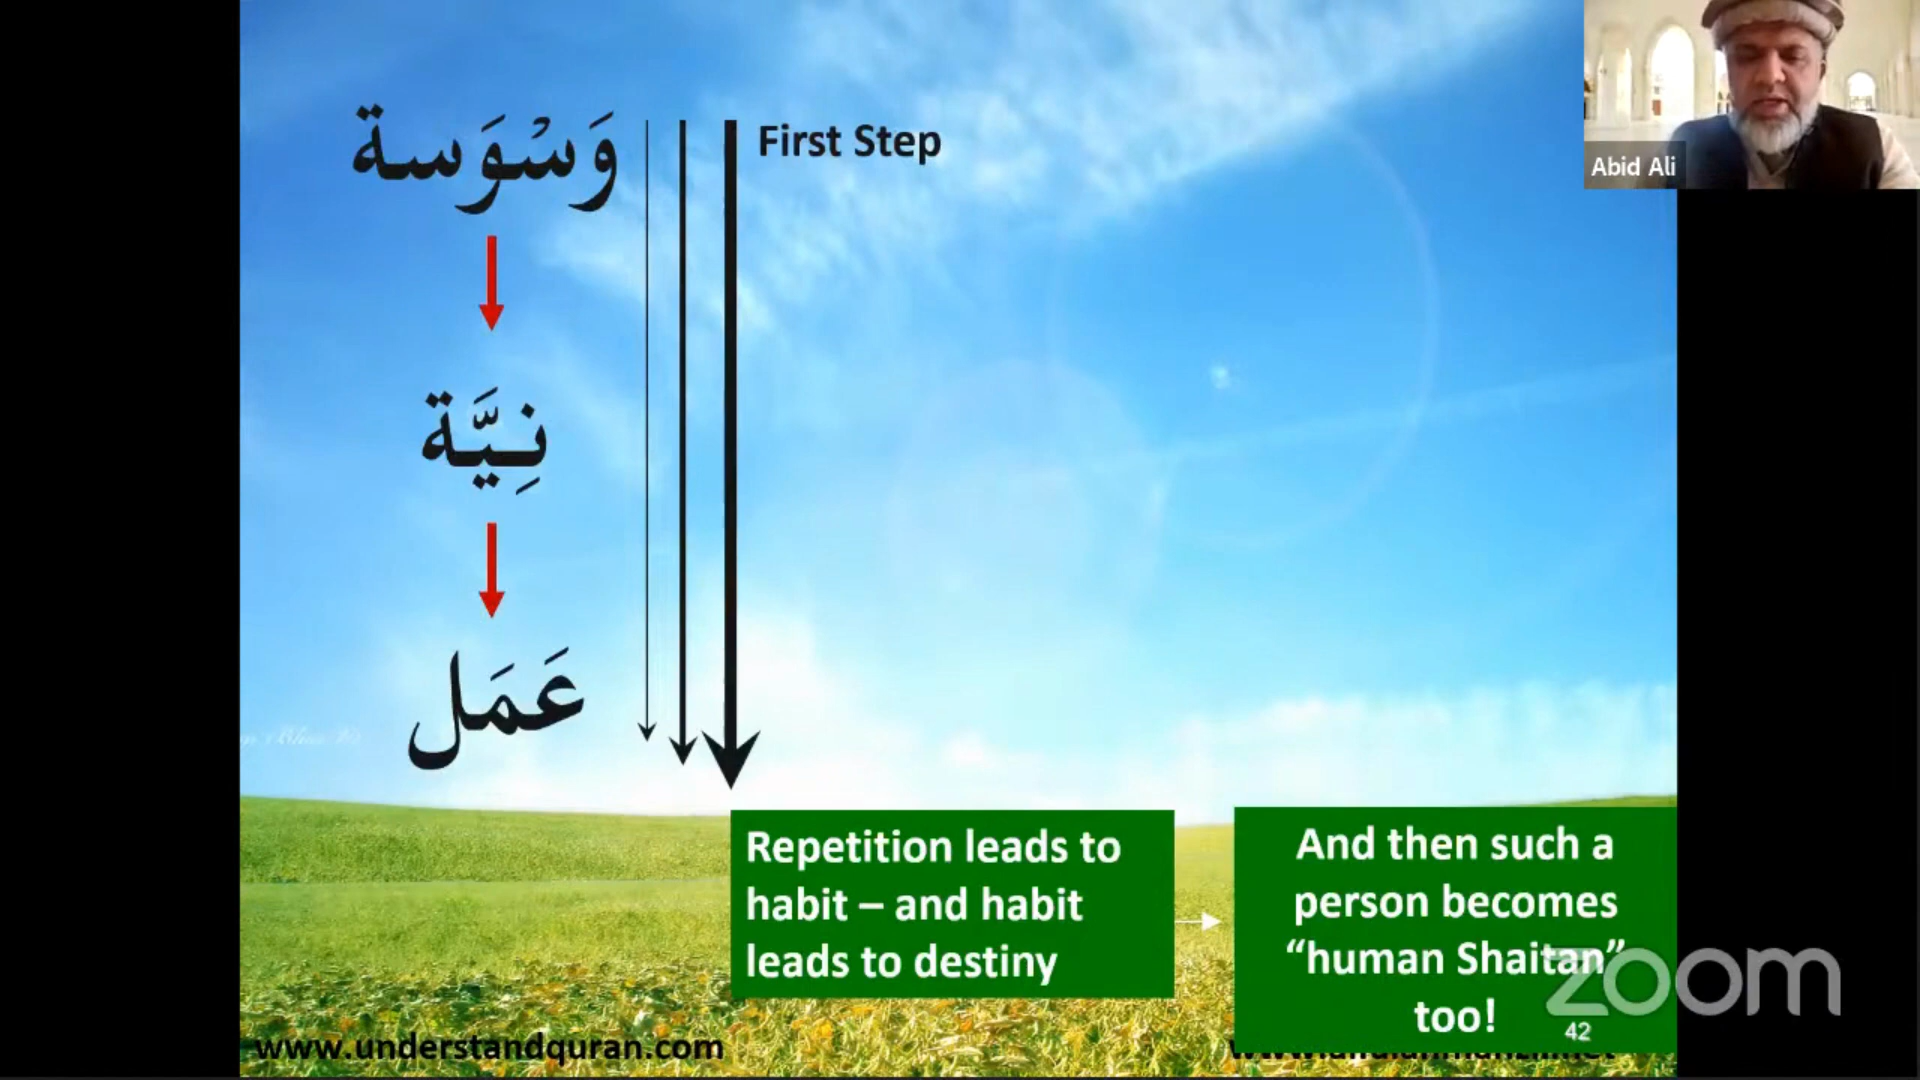 وَسْوَسة
First Step
نِيَّة
عَمَل
Repetition leads to
habit – and habit
leads to destiny
And then such a
person becomes
“human Shaitan”
too!
42
www.understandquran.com
Abid Ali
zoom